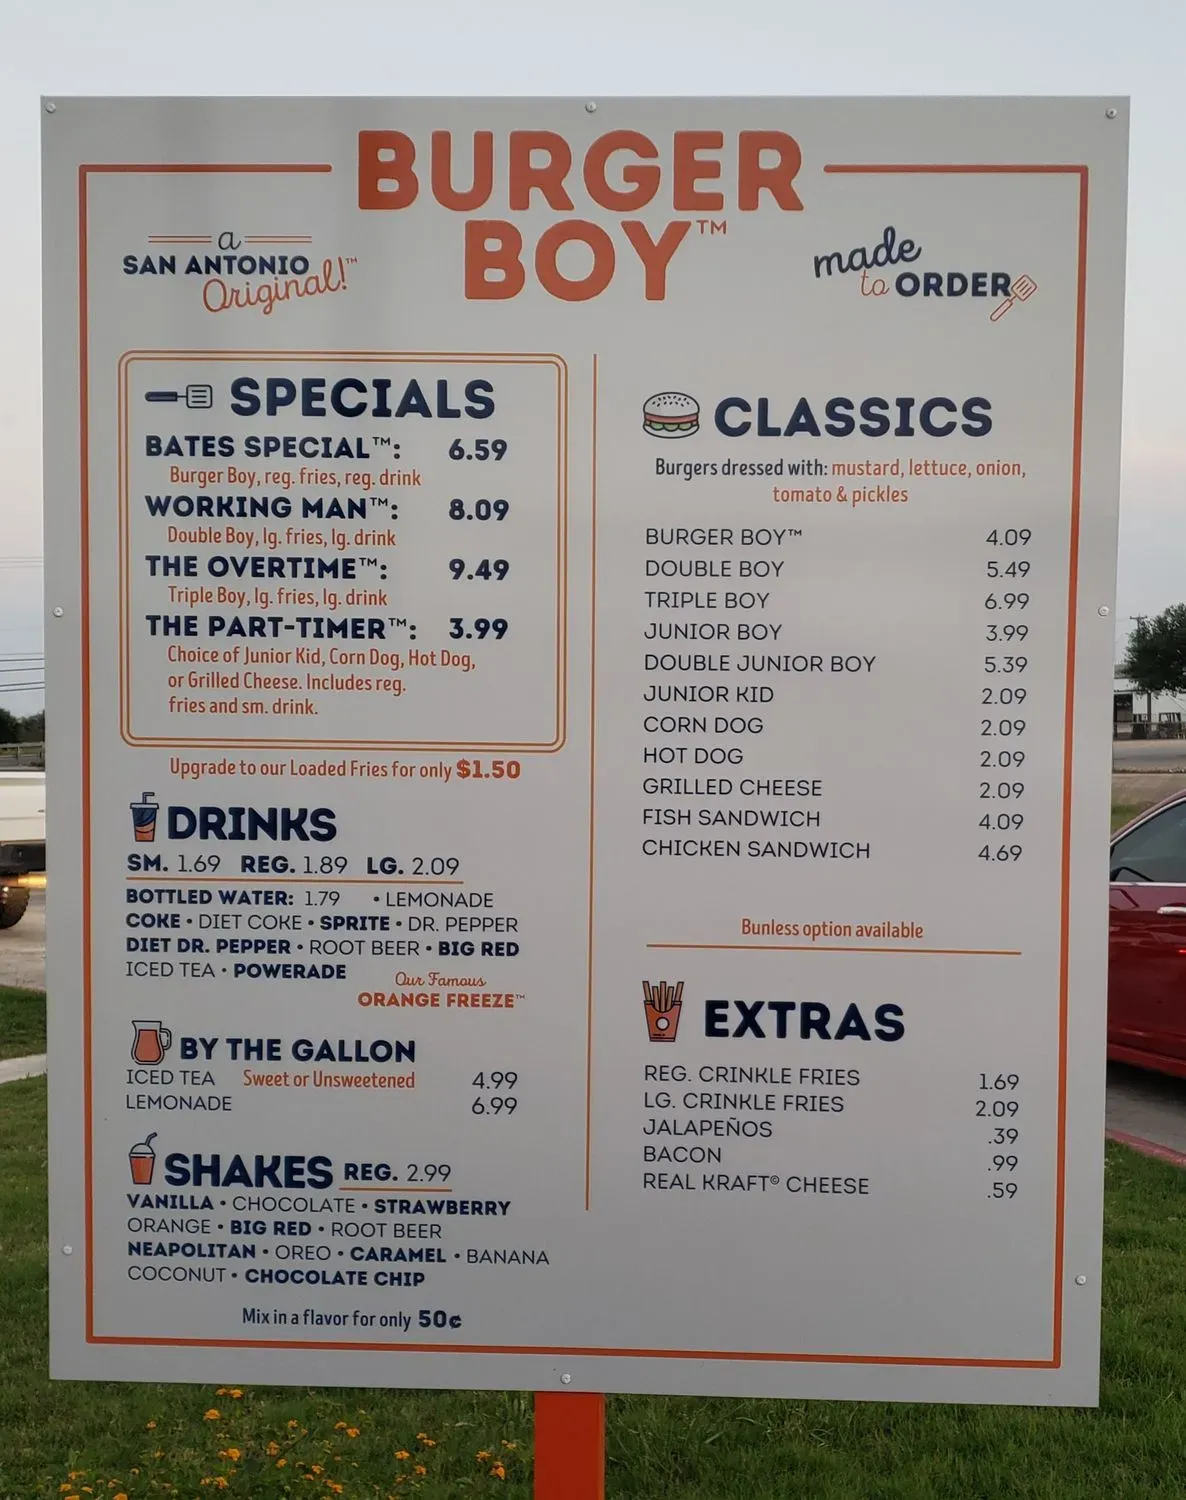 BURGER
BOY™
a
SAN ANTONIO
Original!™
made
to ORDER
SPECIALS
BATES SPECIAL™: 6.59
Burger Boy, reg. fries, reg. drink
WORKING MAN™: 8.09
Double Boy, lg. fries, lg. drink
THE OVERTIME™: 9.49
Triple Boy, lg. fries, lg. drink
THE PART-TIMER™: 3.99
Choice of Junior Kid, Corn Dog, Hot Dog,
or Grilled Cheese. Includes reg.
fries and sm. drink.
Upgrade to our Loaded Fries for only $1.50
DRINKS
SM. 1.69 REG. 1.89 LG. 2.09
BOTTLED WATER: 1.79 • LEMONADE
COKE • DIET COKE • SPRITE • DR. PEPPER
DIET DR. PEPPER • ROOT BEER • BIG RED
ICED TEA • POWERADE
Our Famous
ORANGE FREEZE™
BY THE GALLON
ICED TEA Sweet or Unsweetened 4.99
LEMONADE 6.99
SHAKES REG. 2.99
VANILLA • CHOCOLATE • STRAWBERRY
ORANGE • BIG RED • ROOT BEER
NEAPOLITAN • OREO • CARAMEL • BANANA
COCONUT • CHOCOLATE CHIP
Mix in a flavor for only 50¢
CLASSICS
Burgers dressed with: mustard, lettuce, onion,
tomato & pickles
BURGER BOY™ 4.09
DOUBLE BOY 5.49
TRIPLE BOY 6.99
JUNIOR BOY 3.99
DOUBLE JUNIOR BOY 5.39
JUNIOR KID 2.09
CORN DOG 2.09
HOT DOG 2.09
GRILLED CHEESE 2.09
FISH SANDWICH 4.09
CHICKEN SANDWICH 4.69
Bunless option available
EXTRAS
REG. CRINKLE FRIES 1.69
LG. CRINKLE FRIES 2.09
JALAPEÑOS .39
BACON .99
REAL KRAFT© CHEESE .59